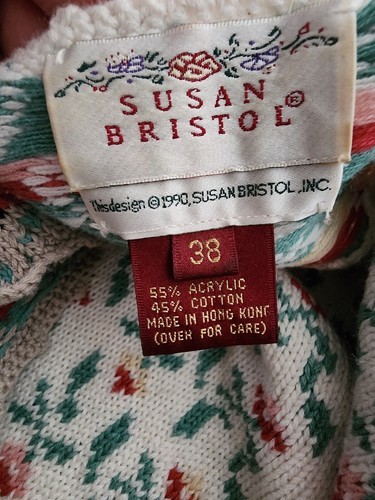 SUSAN
BRISTOL®
This design © 1990, SUSAN BRISTOL, INC.
38
55% ACRYLIC
45% COTTON
MADE IN HONG KONG
(OVER FOR CARE)